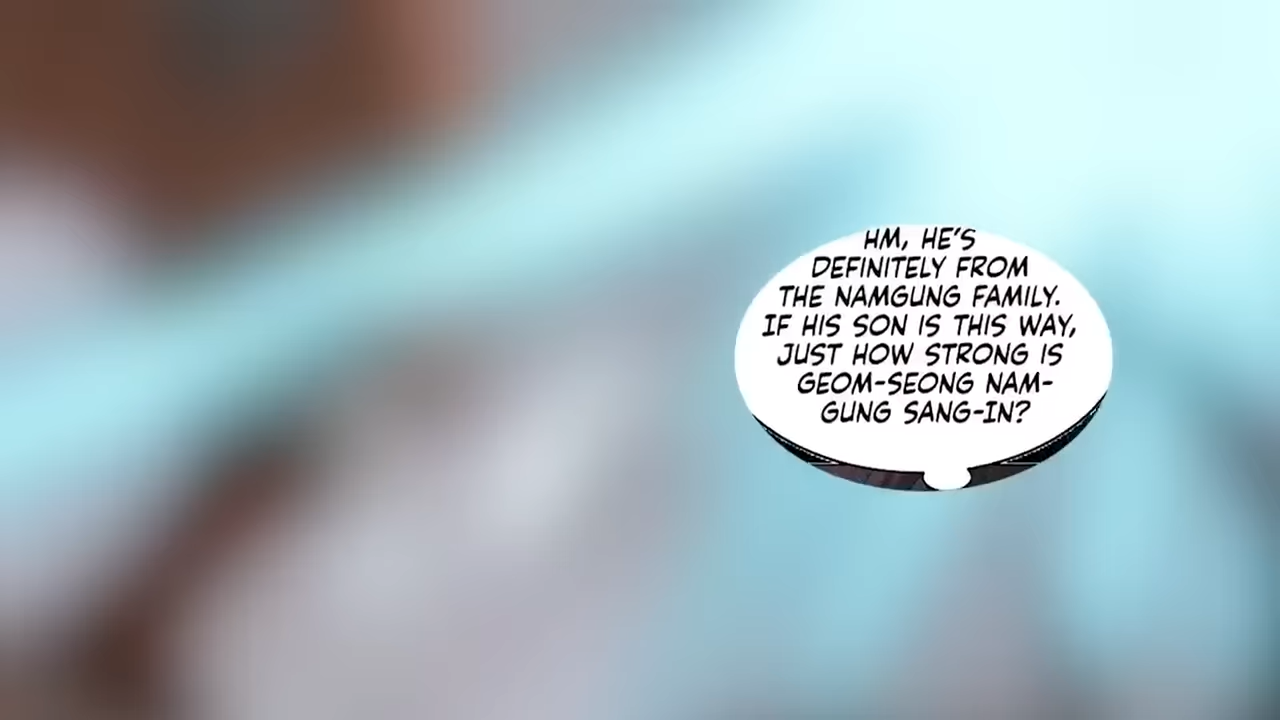 HM, HE'S
DEFINITELY FROM
THE NAMGUNG FAMILY.
IF HIS SON IS THIS WAY,
JUST HOW STRONG IS
GEOM-SEONG NAM-
GUNG SANG-IN?